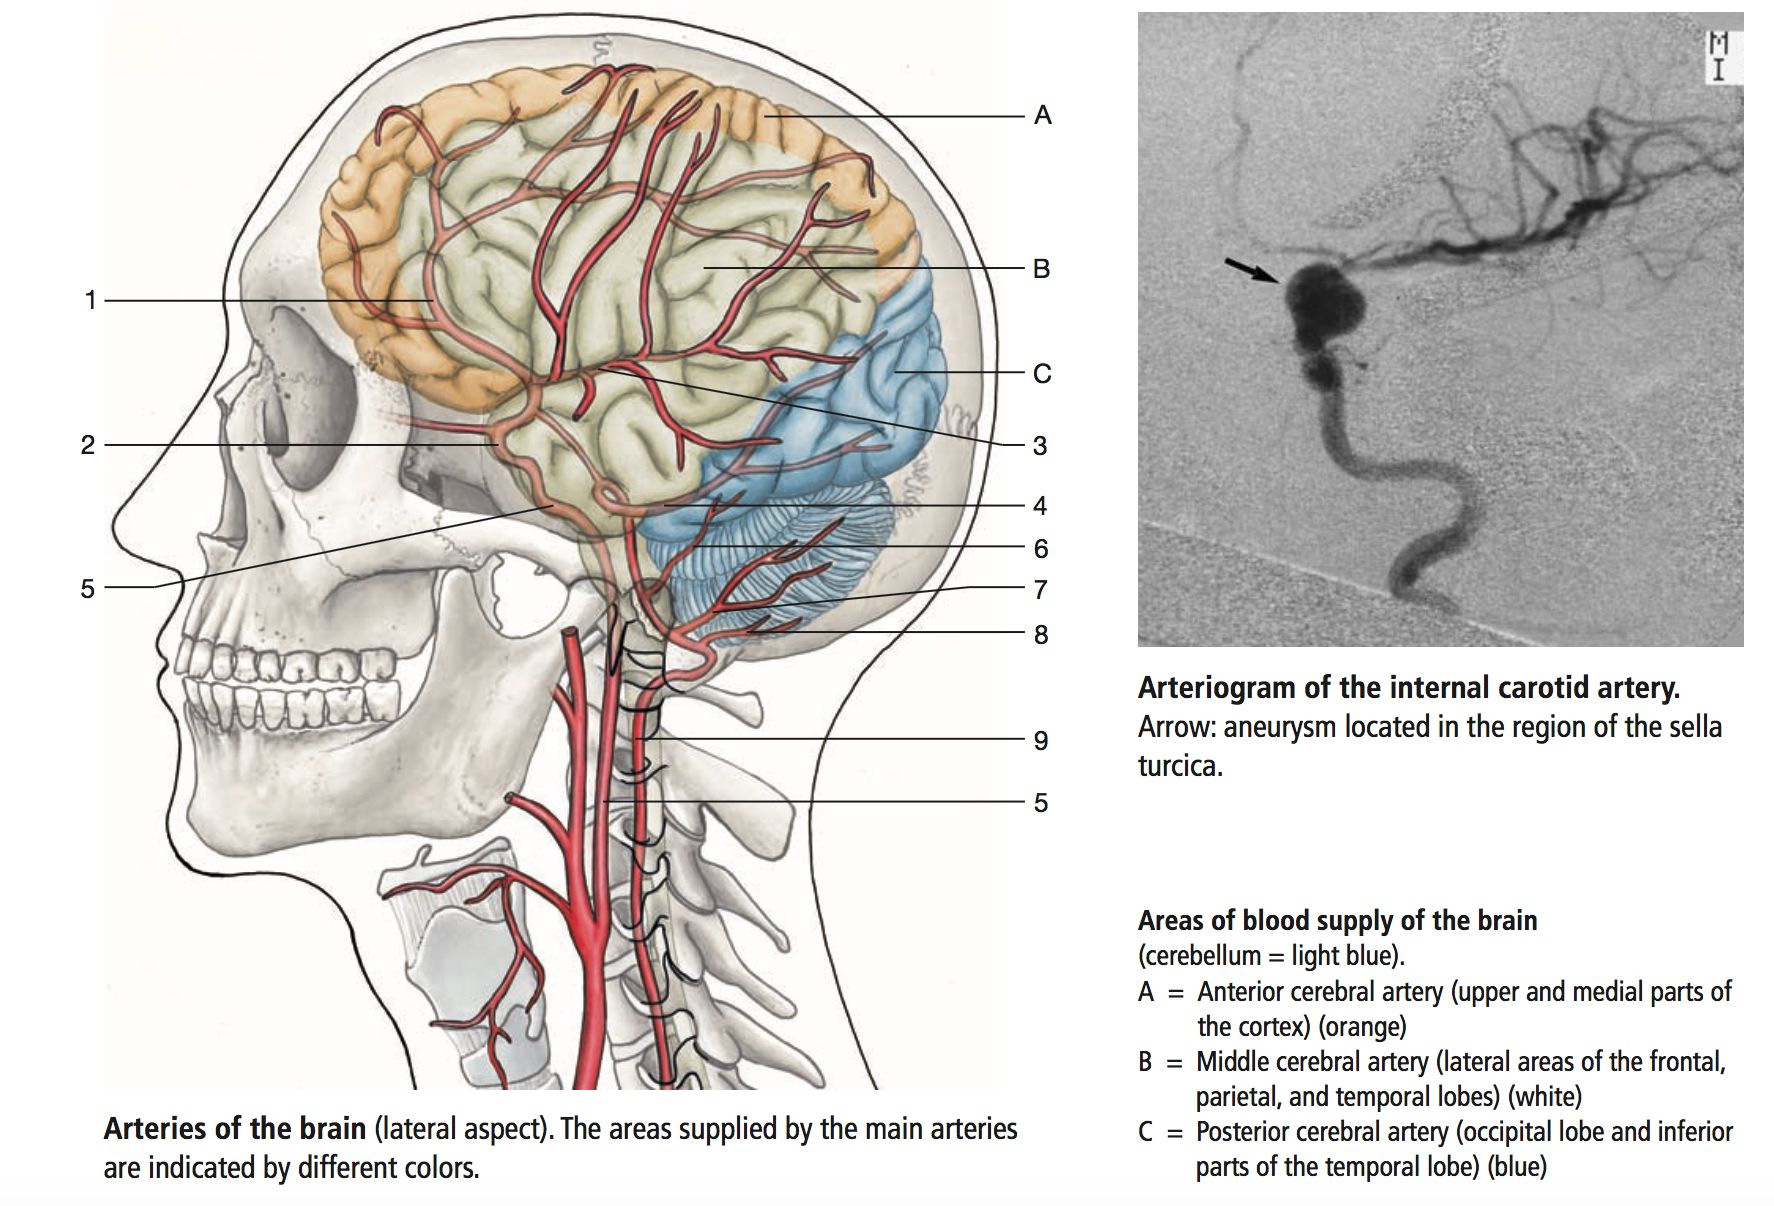 A
B
1
C
2
3
4
6
5
7
8
9
5
Arteries of the brain (lateral aspect). The areas supplied by the main arteries
are indicated by different colors.
M
I
Arteriogram of the internal carotid artery.
Arrow: aneurysm located in the region of the sella
turcica.
Areas of blood supply of the brain
(cerebellum = light blue).
A = Anterior cerebral artery (upper and medial parts of
the cortex) (orange)
B = Middle cerebral artery (lateral areas of the frontal,
parietal, and temporal lobes) (white)
C = Posterior cerebral artery (occipital lobe and inferior
parts of the temporal lobe) (blue)